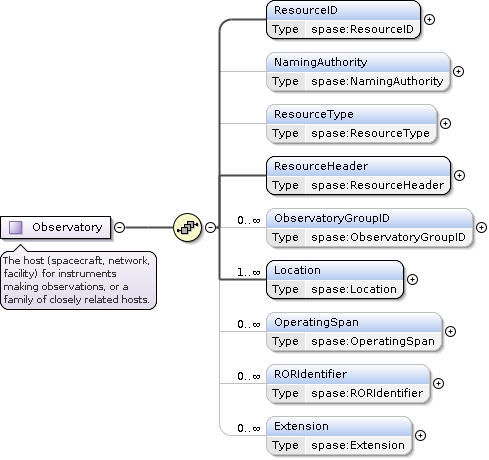 ResourceID
Type spase:ResourceID
NamingAuthority
Type spase:NamingAuthority
ResourceType
Type spase:ResourceType
ResourceHeader
Type spase:ResourceHeader
0..∞ ObservatoryGroupID
Type spase:ObservatoryGroupID
Observatory
The host (spacecraft, network,
facility) for instruments
making observations, or a
family of closely related hosts.
1..∞ Location
Type spase:Location
0..∞ OperatingSpan
Type spase:OperatingSpan
0..∞ RORIdentifier
Type spase:RORIdentifier
0..∞ Extension
Type spase:Extension